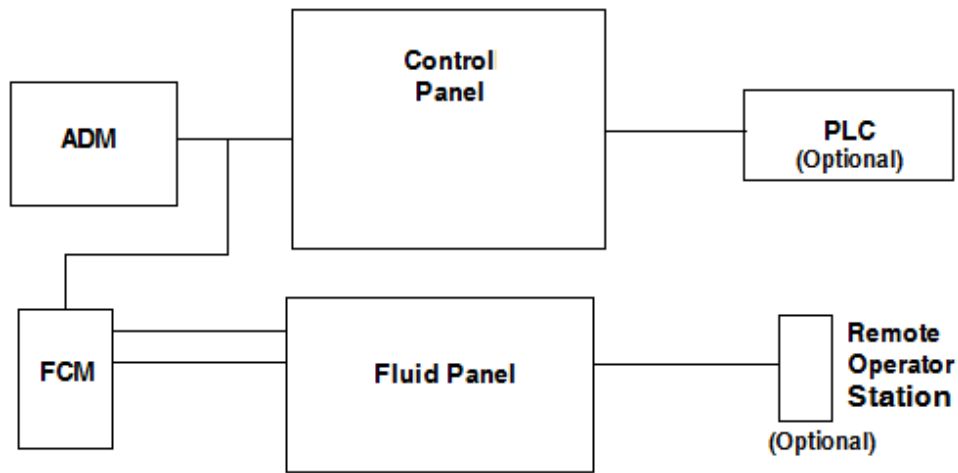 Control
Panel
ADM
PLC
(Optional)
FCM
Fluid Panel
Remote
Operator
Station
(Optional)